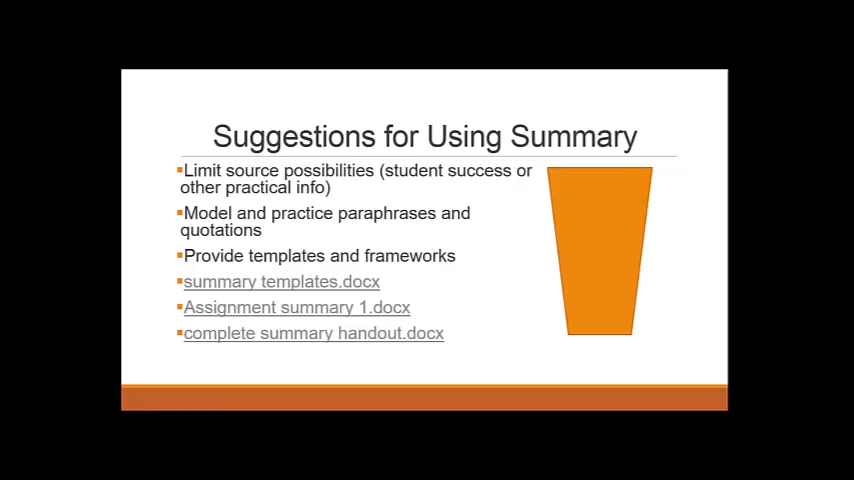 Suggestions for Using Summary
Limit source possibilities (student success or
other practical info)
Model and practice paraphrases and
quotations
Provide templates and frameworks
summary templates.docx
Assignment summary 1.docx
complete summary handout.docx